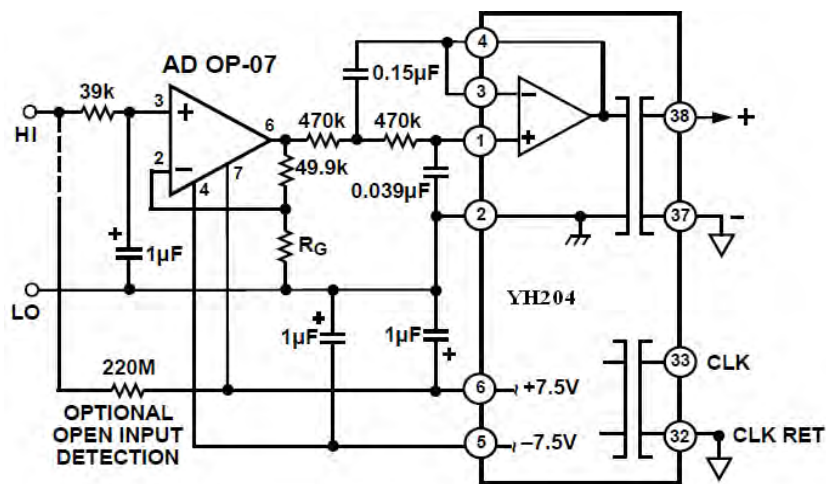 AD OP-07
39k
HI
3
+
2
−
6
4
7
470k
470k
49.9k
0.15µF
0.039µF
+
1µF
RG
LO
1µF
+
1µF
+
220M
OPTIONAL
OPEN INPUT
DETECTION
4
3
−
1
+
2
6
~ +7.5V
5
~ −7.5V
YH204
38
+
37
-
33
CLK
32
CLK RET